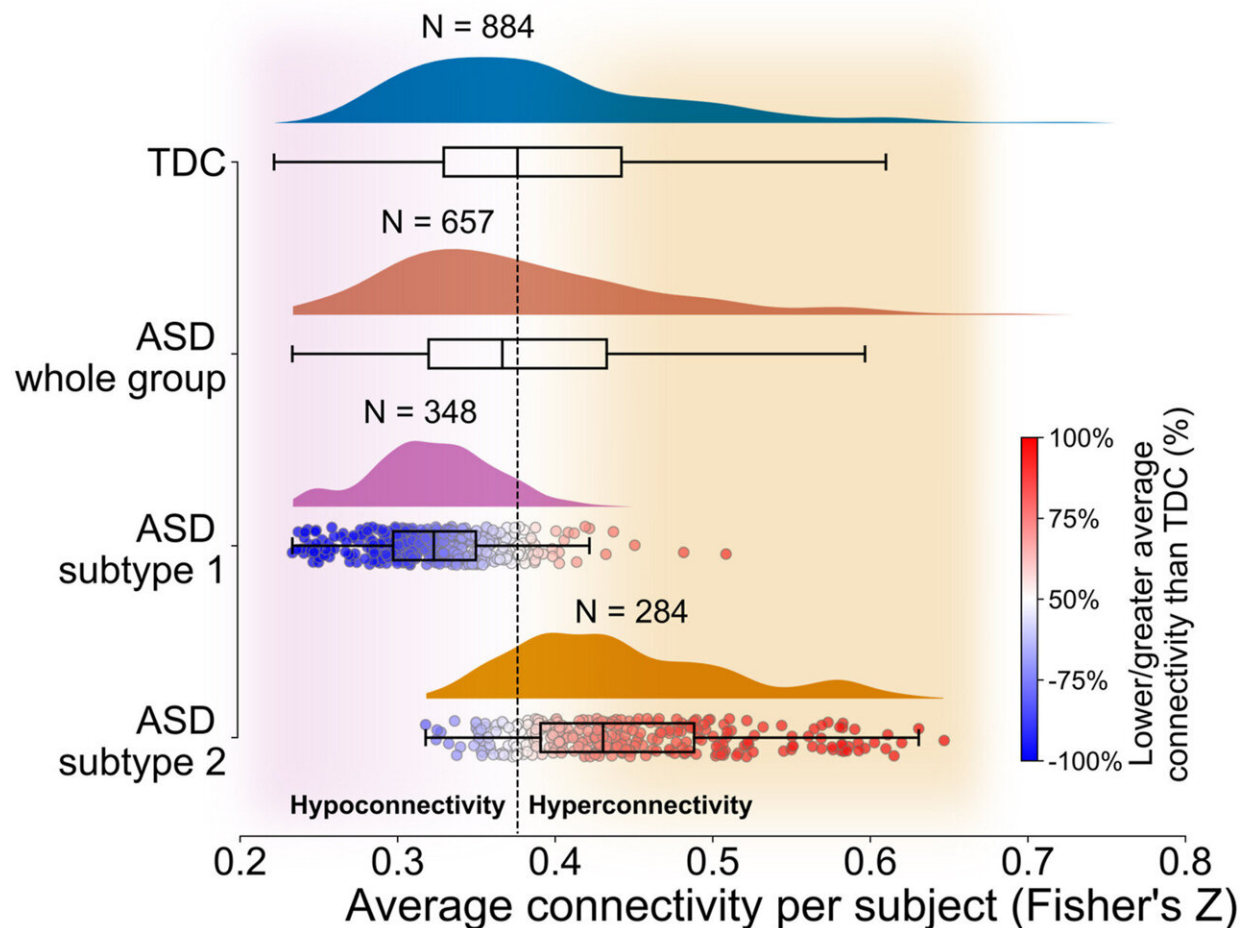 N = 884
TDC
N = 657
ASD
whole group
N = 348
ASD
subtype 1
N = 284
ASD
subtype 2
Hypoconnectivity
Hyperconnectivity
100%
75%
50%
-75%
-100%
Lower/greater average
connectivity than TDC (%)
0.2 0.3 0.4 0.5 0.6 0.7 0.8
Average connectivity per subject (Fisher's Z)